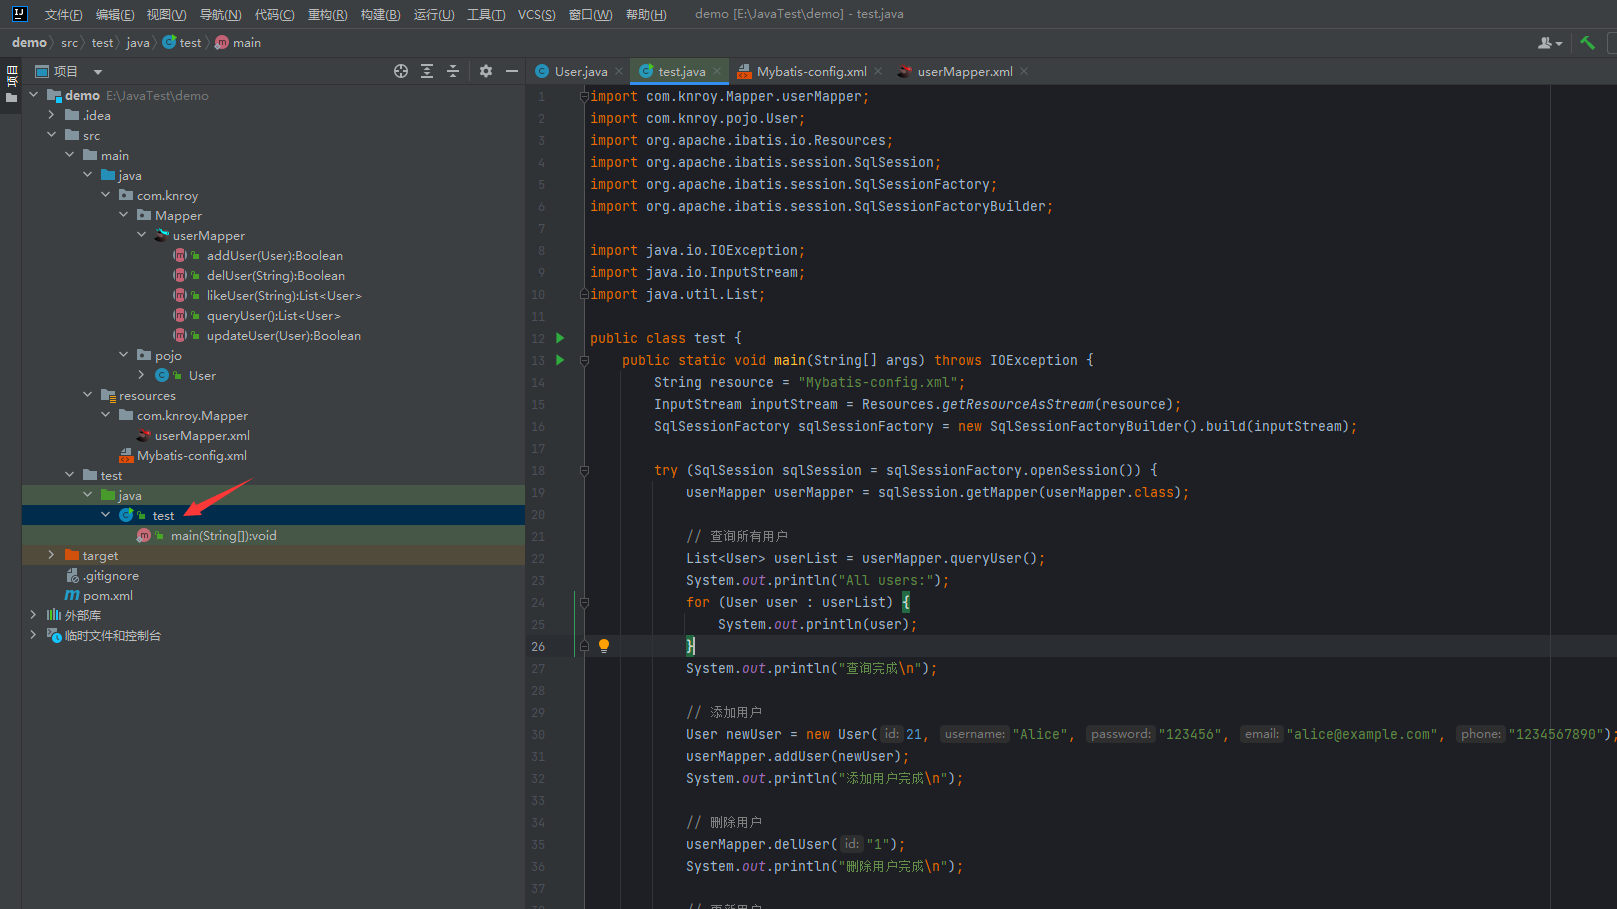 文件(F) 编辑(E) 视图(V) 导航(N) 代码(C) 重构(R) 构建(B) 运行(U) 工具(T) VCS(S) 窗口(W) 帮助(H) demo [E:\JavaTest\demo] - test.java
demo src test java test main
项目
项目
User.java test.java Mybatis-config.xml userMapper.xml
demo E:\JavaTest\demo
.idea
src
main
java
com.knroy
Mapper
userMapper
addUser(User):Boolean
delUser(String):Boolean
likeUser(String):List<User>
queryUser():List<User>
updateUser(User):Boolean
pojo
User
resources
com.knroy.Mapper
userMapper.xml
Mybatis-config.xml
test
java
test
main(String[]):void
target
.gitignore
pom.xml
外部库
临时文件和控制台
1 import com.knroy.Mapper.userMapper;
2 import com.knroy.pojo.User;
3 import org.apache.ibatis.io.Resources;
4 import org.apache.ibatis.session.SqlSession;
5 import org.apache.ibatis.session.SqlSessionFactory;
6 import org.apache.ibatis.session.SqlSessionFactoryBuilder;
7
8 import java.io.IOException;
9 import java.io.InputStream;
10 import java.util.List;
11
12 public class test {
13 public static void main(String[] args) throws IOException {
14 String resource = "Mybatis-config.xml";
15 InputStream inputStream = Resources.getResourceAsStream(resource);
16 SqlSessionFactory sqlSessionFactory = new SqlSessionFactoryBuilder().build(inputStream);
17
18 try (SqlSession sqlSession = sqlSessionFactory.openSession()) {
19 userMapper userMapper = sqlSession.getMapper(userMapper.class);
20
21 // 查询所有用户
22 List<User> userList = userMapper.queryUser();
23 System.out.println("All users:");
24 for (User user : userList) {
25 System.out.println(user);
26 }
27 System.out.println("查询完成\n");
28
29 // 添加用户
30 User newUser = new User( id: 21, username: "Alice", password: "123456", email: "alice@example.com", phone: "1234567890");
31 userMapper.addUser(newUser);
32 System.out.println("添加用户完成\n");
33
34 // 删除用户
35 userMapper.delUser( id: "1");
36 System.out.println("删除用户完成\n");
37
38 // 更新用户